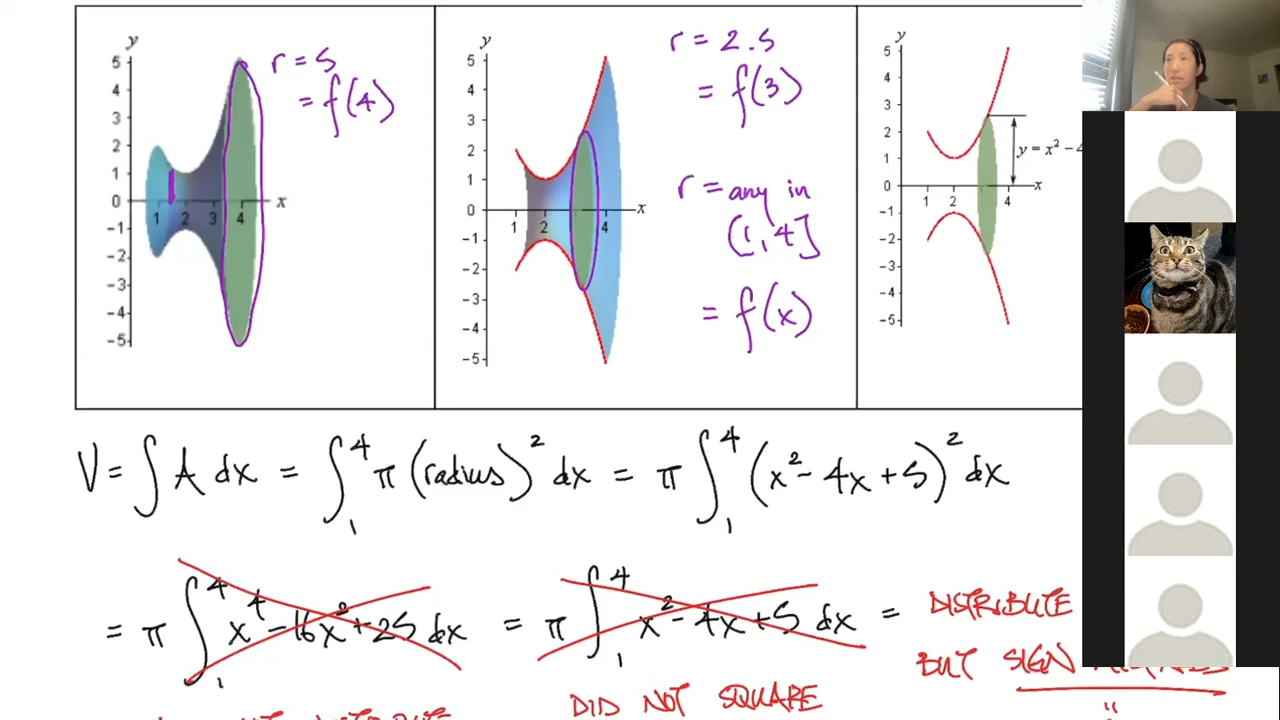 y
5
4
3
2
1
0
-1
-2
-3
-4
-5
1 2 3 4
x
r = 5
= f(4)
y
5
4
3
2
1
0
-1
-2
-3
-4
-5
1 2 4
x
r = 2.5
= f(3)
r = any in
[1, 4]
= f(x)
y
5
4
3
2
1
0
-1
-2
-3
-4
-5
1 2 4
x
y = x² − 4
V = ∫ A dx = ∫₁⁴ π (radius)² dx = π ∫₁⁴ (x² − 4x + 5)² dx
= π ∫₁⁴ x⁴ − 16x² + 25 dx = π ∫₁⁴ x² − 4x + 5 dx = DISTRIBUTE
BUT SIGN
DID NOT SQUARE